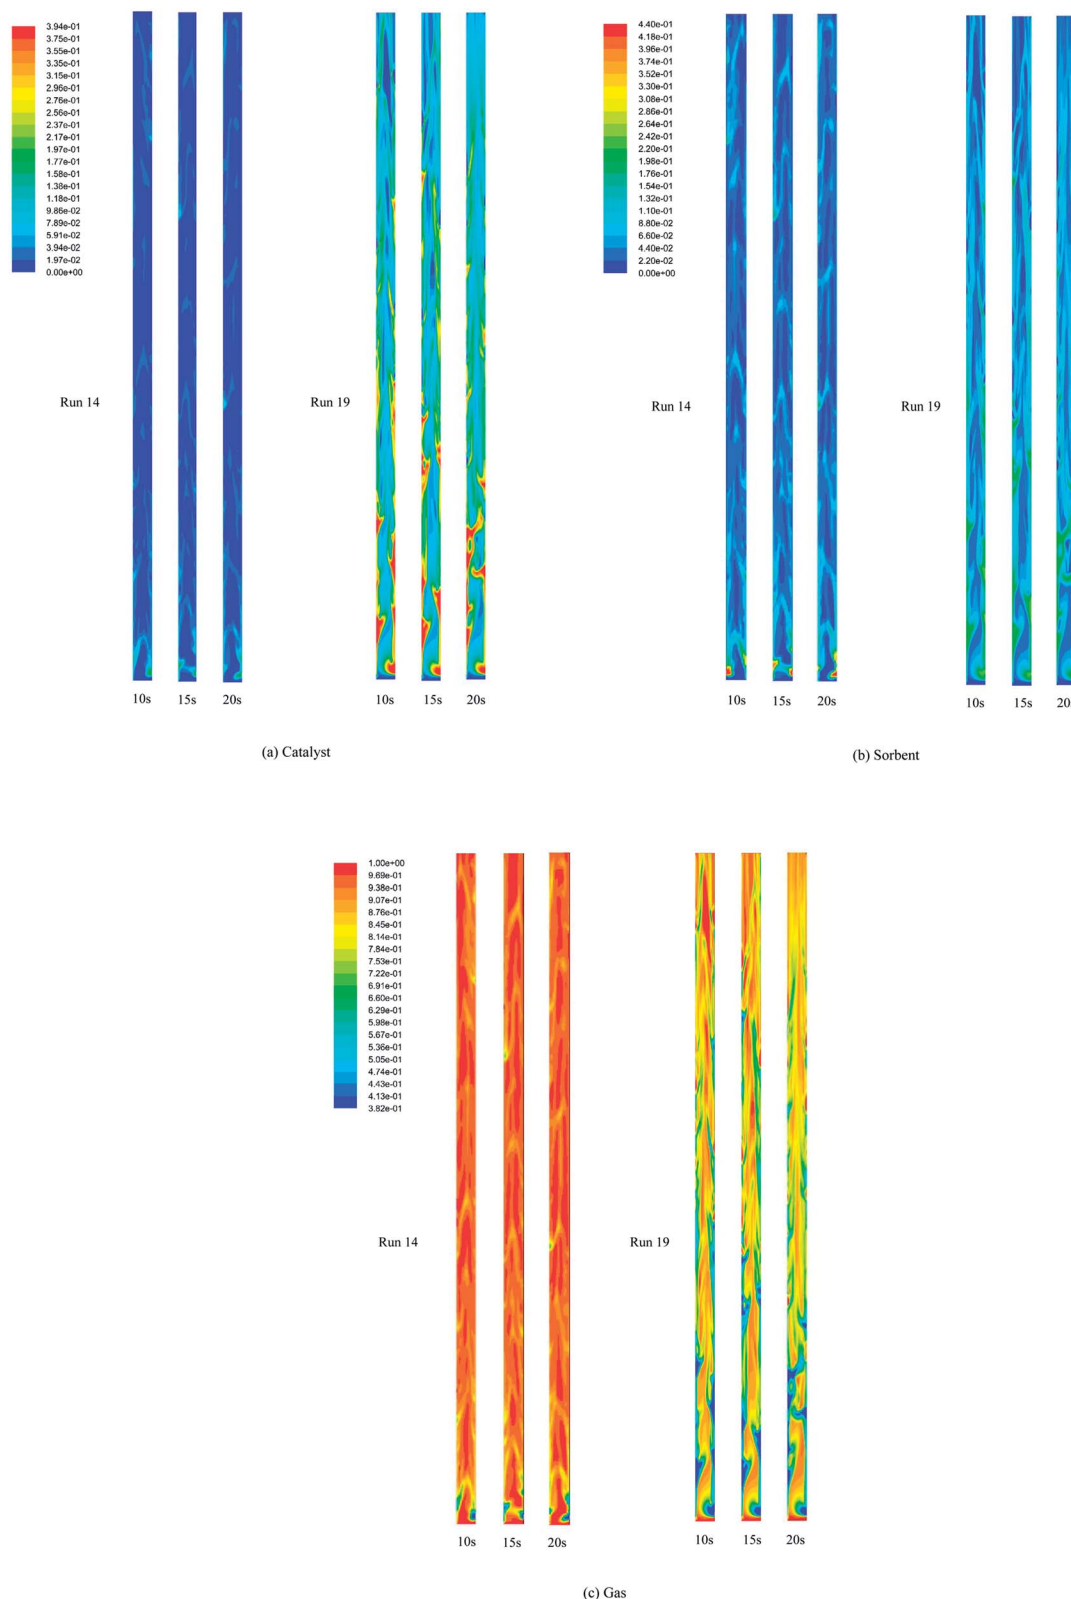 3.94e-01
3.75e-01
3.55e-01
3.35e-01
3.15e-01
2.96e-01
2.76e-01
2.56e-01
2.37e-01
2.17e-01
1.97e-01
1.77e-01
1.58e-01
1.38e-01
1.18e-01
9.86e-02
7.89e-02
5.91e-02
3.94e-02
1.97e-02
0.00e+00
Run 14
Run 19
10s
15s
20s
10s
15s
20s
(a) Catalyst
4.40e-01
4.18e-01
3.96e-01
3.74e-01
3.52e-01
3.30e-01
3.08e-01
2.86e-01
2.64e-01
2.42e-01
2.20e-01
1.98e-01
1.76e-01
1.54e-01
1.32e-01
1.10e-01
8.80e-02
6.60e-02
4.40e-02
2.20e-02
0.00e+00
Run 14
Run 19
10s
15s
20s
10s
15s
20
(b) Sorbent
1.00e+00
9.69e-01
9.38e-01
9.07e-01
8.76e-01
8.45e-01
8.14e-01
7.84e-01
7.53e-01
7.22e-01
6.91e-01
6.60e-01
6.29e-01
5.98e-01
5.67e-01
5.36e-01
5.05e-01
4.74e-01
4.43e-01
4.13e-01
3.82e-01
Run 14
Run 19
10s
15s
20s
10s
15s
20s
(c) Gas